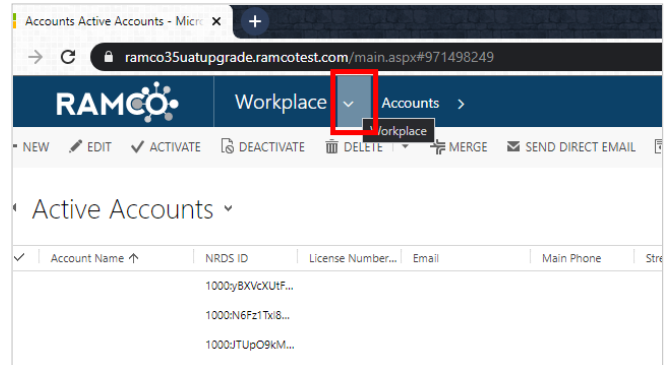 Accounts Active Accounts - Micro
ramco35uatupgrade.ramcotest.com/main.aspx#971498249
RAMCO Workplace Accounts
Workplace
NEW EDIT ACTIVATE DEACTIVATE DELETE MERGE SEND DIRECT EMAIL
Active Accounts
Account Name NRDS ID License Number... Email Main Phone Stre
1000:yBXVcXUtF...
1000:N6Fz1Txi8...
1000:JTUpO9kM...